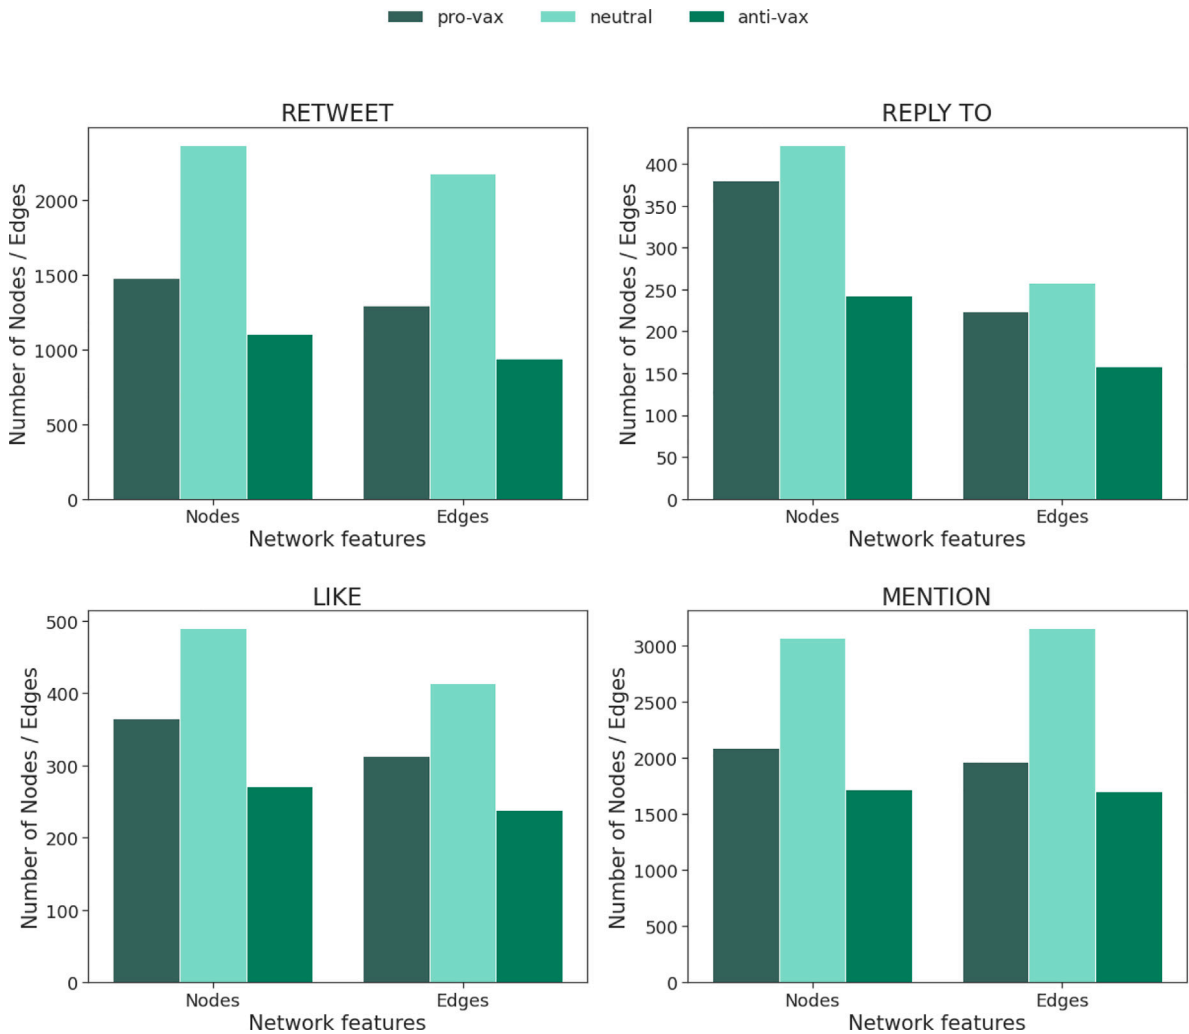 pro-vax neutral anti-vax
RETWEET
Number of Nodes / Edges
2000
1500
1000
500
0
Nodes Edges
Network features
REPLY TO
Number of Nodes / Edges
400
350
300
250
200
150
100
50
0
Nodes Edges
Network features
LIKE
Number of Nodes / Edges
500
400
300
200
100
0
Nodes Edges
Network features
MENTION
Number of Nodes / Edges
3000
2500
2000
1500
1000
500
0
Nodes Edges
Network features